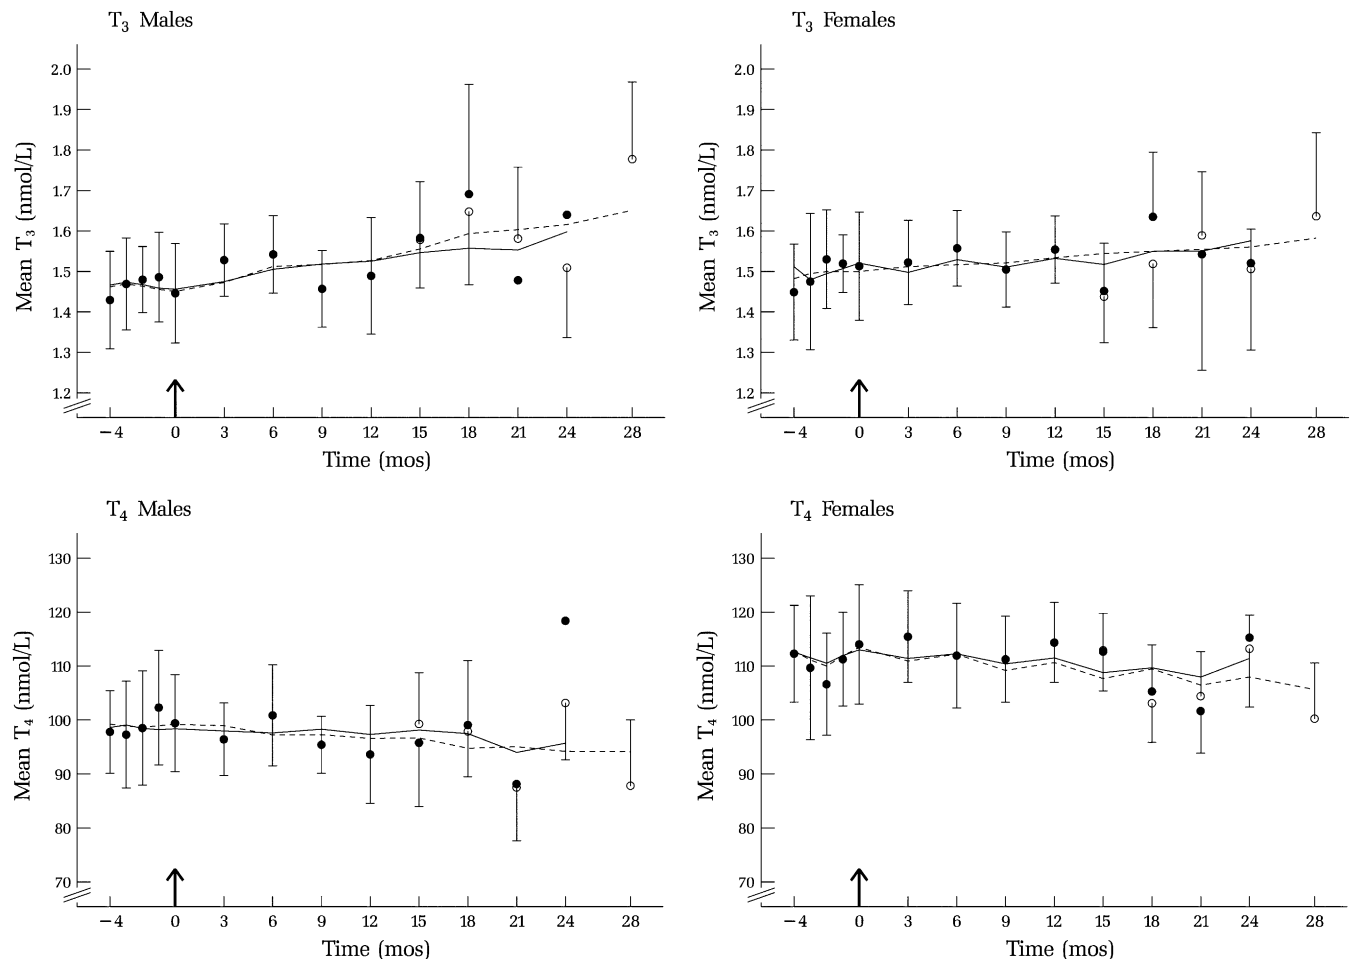 T₃ Males
T₃ Females
2.0
1.9
1.8
1.7
1.6
1.5
1.4
1.3
1.2
Mean T₃ (nmol/L)
−4 0 3 6 9 12 15 18 21 24 28
Time (mos)
2.0
1.9
1.8
1.7
1.6
1.5
1.4
1.3
1.2
Mean T₃ (nmol/L)
−4 0 3 6 9 12 15 18 21 24 28
Time (mos)
T₄ Males
T₄ Females
130
120
110
100
90
80
70
Mean T₄ (nmol/L)
−4 0 3 6 9 12 15 18 21 24 28
Time (mos)
130
120
110
100
90
80
70
Mean T₄ (nmol/L)
−4 0 3 6 9 12 15 18 21 24 28
Time (mos)